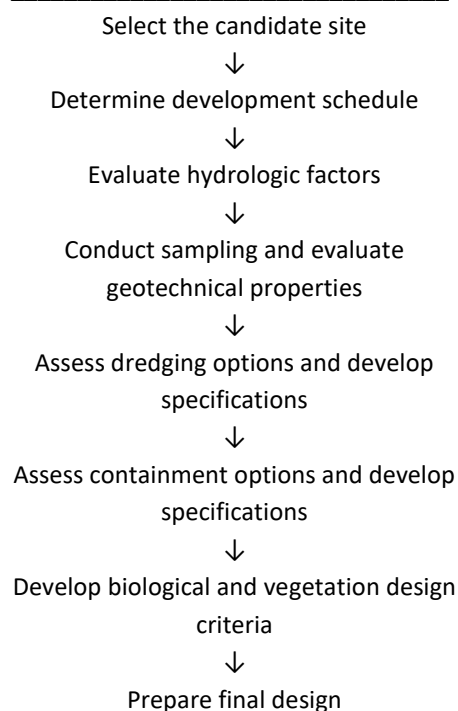 Select the candidate site
↓
Determine development schedule
↓
Evaluate hydrologic factors
↓
Conduct sampling and evaluate
geotechnical properties
↓
Assess dredging options and develop
specifications
↓
Assess containment options and develop
specifications
↓
Develop biological and vegetation design
criteria
↓
Prepare final design